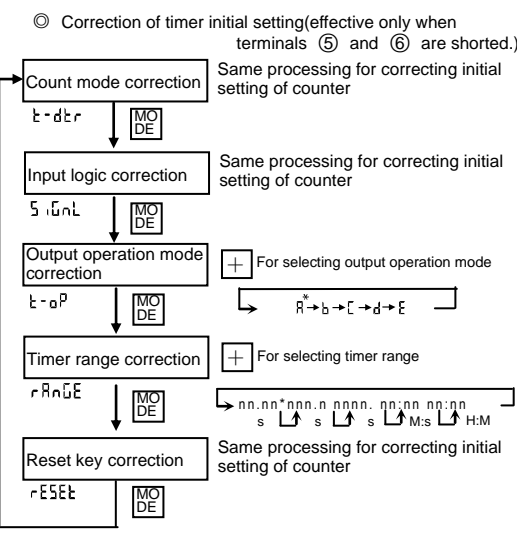 ◎ Correction of timer initial setting(effective only when
terminals ⑤ and ⑥ are shorted.)
Count mode correction
Same processing for correcting initial
setting of counter
t-dtr
MO
DE
Input logic correction
Same processing for correcting initial
setting of counter
SiGnL
MO
DE
Output operation mode
correction
+ For selecting output operation mode
t-oP
MO
DE
A*→b→C→d→E
Timer range correction
+ For selecting timer range
rAnGE
MO
DE
nn.nn*nnn.n nnnn. nn:nn nn:nn
s s s M:s H:M
Reset key correction
Same processing for correcting initial
setting of counter
rESEt
MO
DE